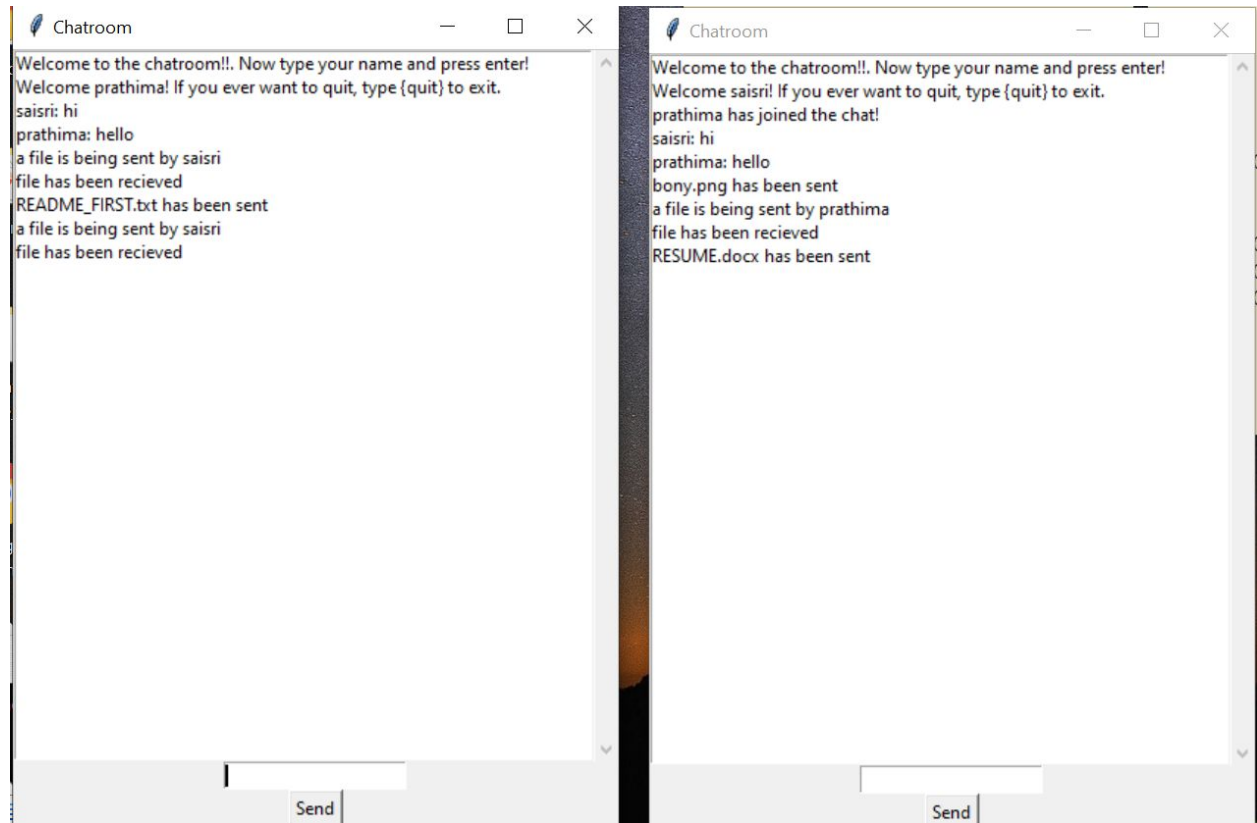 Chatroom
Welcome to the chatroom!!. Now type your name and press enter!
Welcome prathima! If you ever want to quit, type {quit} to exit.
saisri: hi
prathima: hello
a file is being sent by saisri
file has been recieved
README_FIRST.txt has been sent
a file is being sent by saisri
file has been recieved
Send
Chatroom
Welcome to the chatroom!!. Now type your name and press enter!
Welcome saisri! If you ever want to quit, type {quit} to exit.
prathima has joined the chat!
saisri: hi
prathima: hello
bony.png has been sent
a file is being sent by prathima
file has been recieved
RESUME.docx has been sent
Send